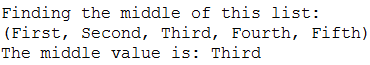 Finding the middle of this list:
(First, Second, Third, Fourth, Fifth)
The middle value is: Third